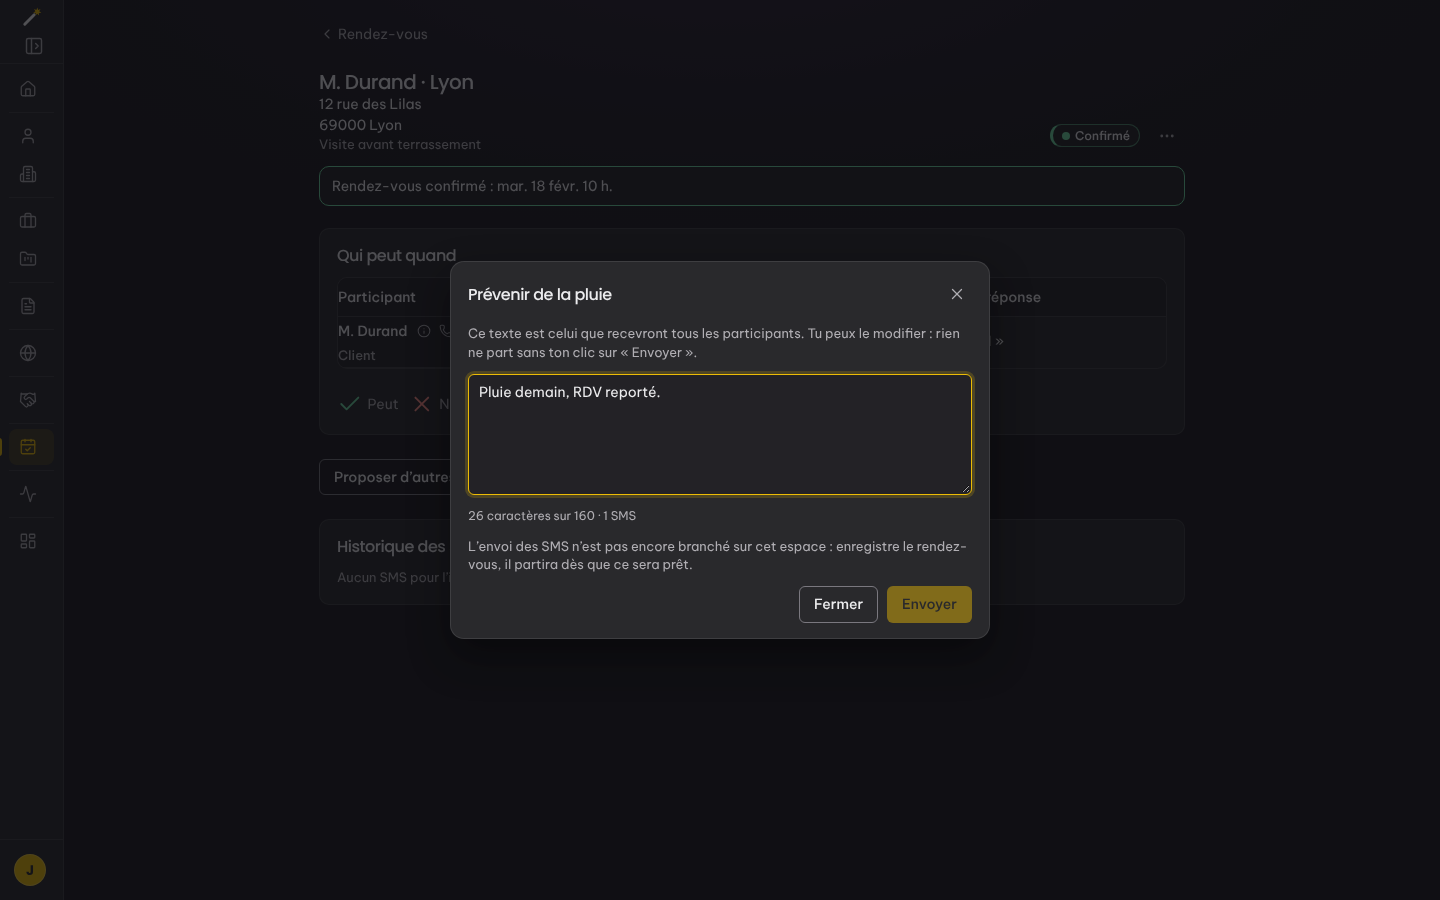 Rendez-vous
M. Durand · Lyon
12 rue des Lilas
69000 Lyon
Visite avant terrassement
Confirmé
Rendez-vous confirmé : mar. 18 févr. 10 h.
Qui peut quand
Participant
M. Durand
Client
Peut
Proposer d’autre
Historique des
Aucun SMS pour l’
Prévenir de la pluie
Ce texte est celui que recevront tous les participants. Tu peux le modifier : rien
ne part sans ton clic sur « Envoyer ».
Pluie demain, RDV reporté.
26 caractères sur 160 · 1 SMS
L’envoi des SMS n’est pas encore branché sur cet espace : enregistre le rendez-
vous, il partira dès que ce sera prêt.
Fermer
Envoyer
J